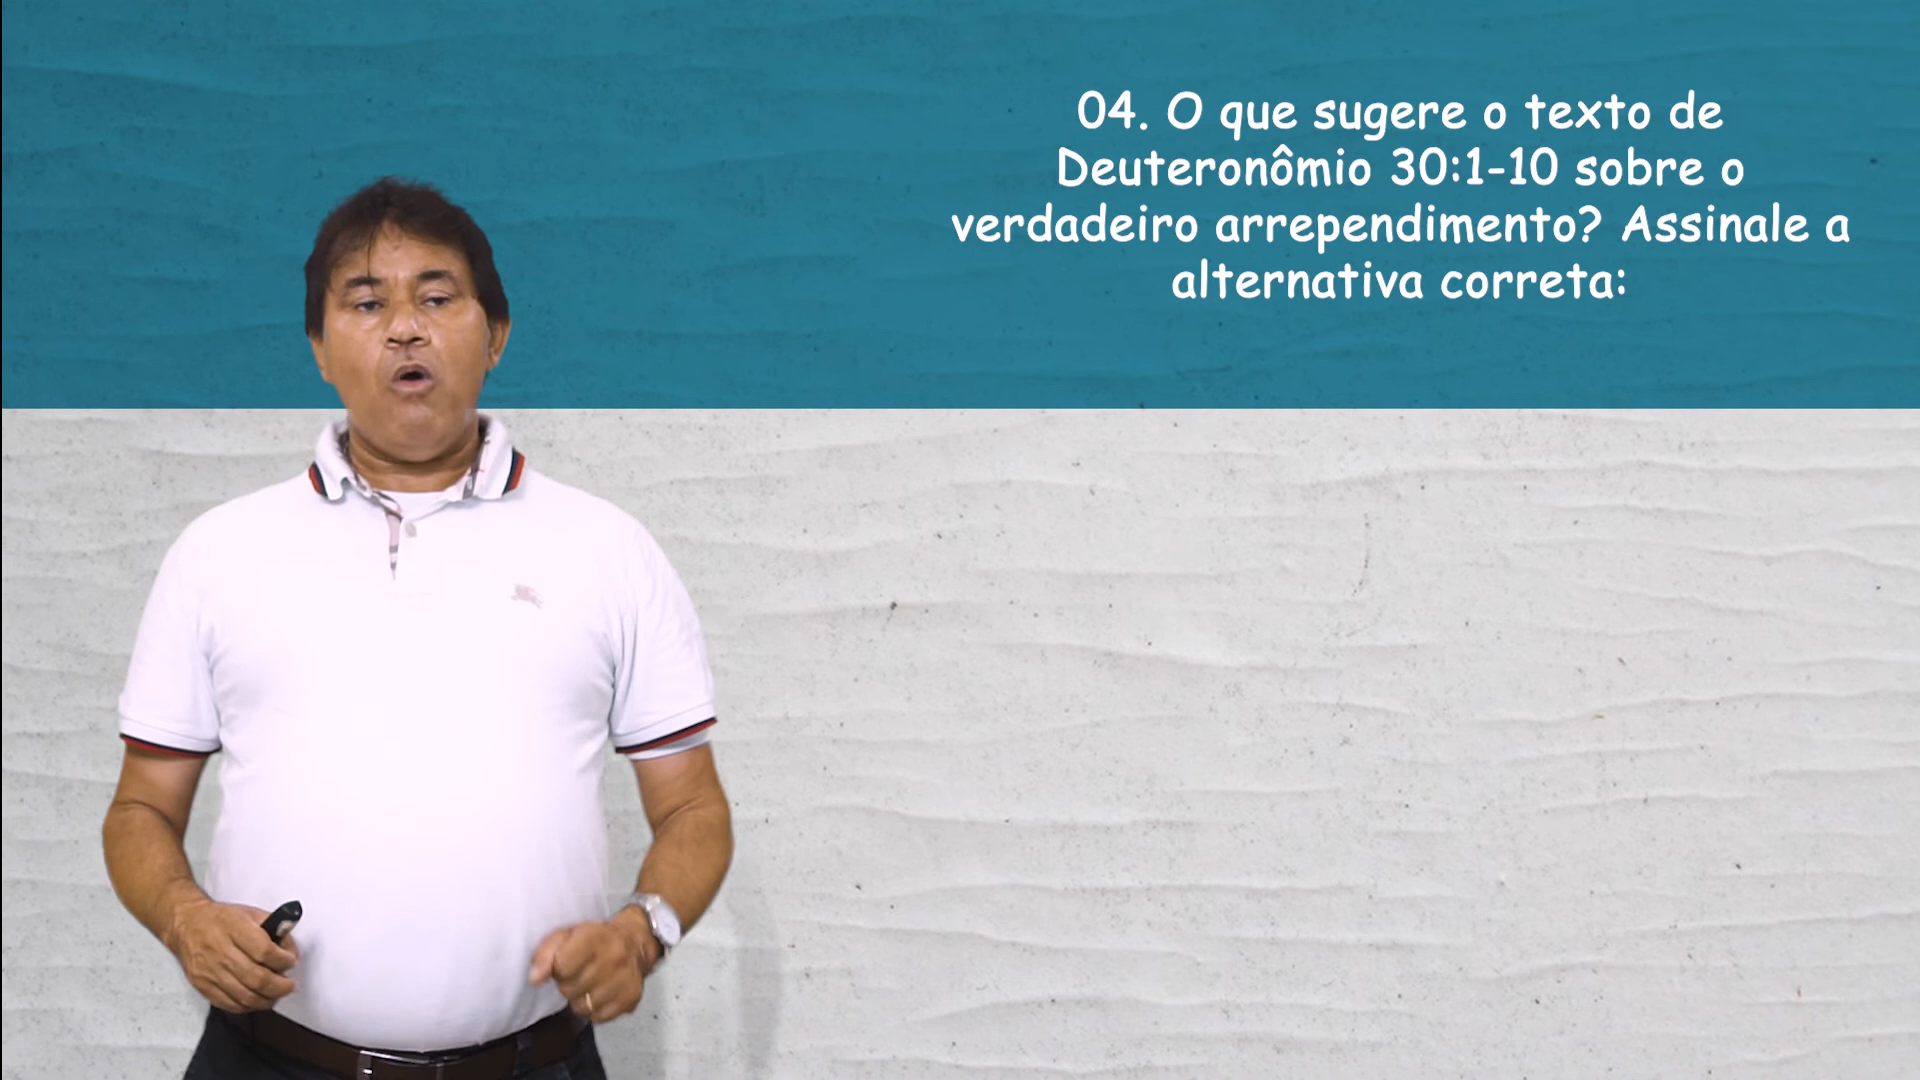 04. O que sugere o texto de
Deuteronômio 30:1-10 sobre o
verdadeiro arrependimento? Assinale a
alternativa correta: